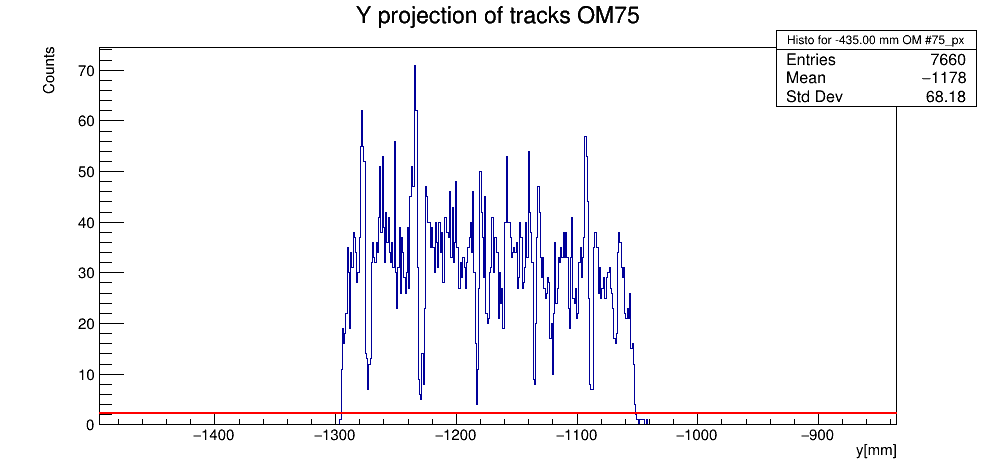 Y projection of tracks OM75
Histo for -435.00 mm OM #75_px
Entries 7660
Mean −1178
Std Dev 68.18
Counts
70
60
50
40
30
20
10
0
−1400 −1300 −1200 −1100 −1000 −900
y[mm]